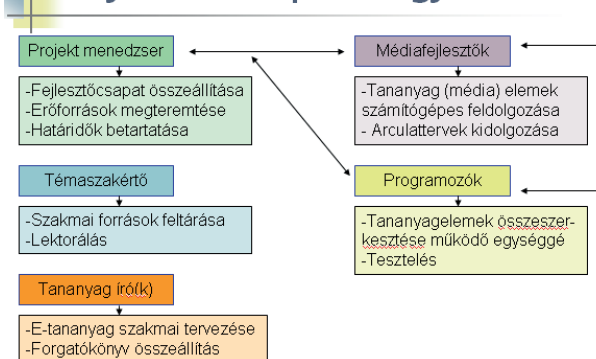 Projekt menedzser
-Fejlesztőcsapat összeállítása
-Erőforrások megteremtése
-Határidők betartatása
Médiafejlesztők
-Tananyag (média) elemek
számítógépes feldolgozása
- Arculattervek kidolgozása
Témaszakértő
-Szakmai források feltárása
-Lektorálás
Programozók
-Tananyagelemek összeszer-
kesztése működő egységgé
-Tesztelés
Tananyag író(k)
-E-tananyag szakmai tervezése
-Forgatókönyv összeállítás